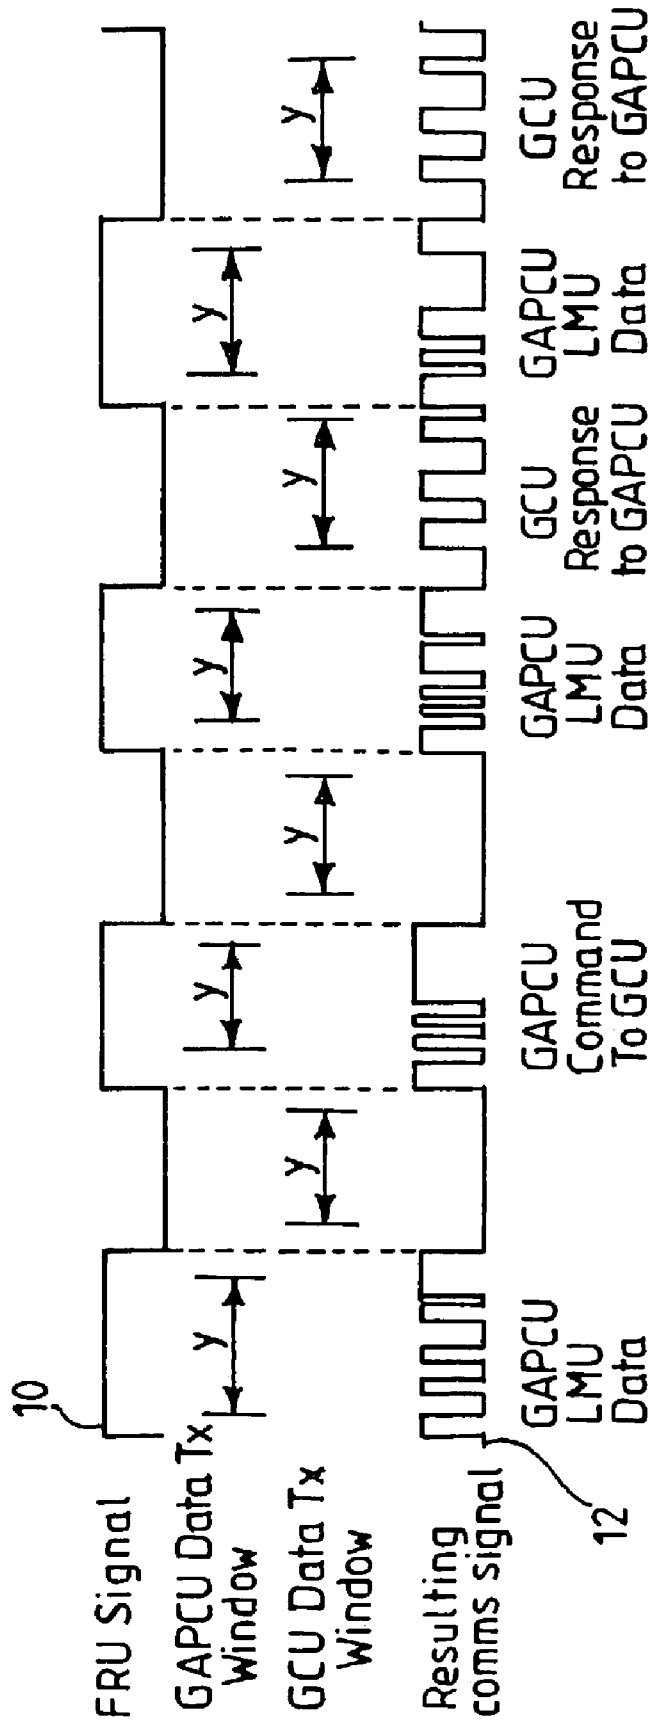 10
FRU Signal
GAPCU Data Tx
Window
y
y
y
y
GCU Data Tx
Window
y
y
y
y
Resulting
comms signal
12
GAPCU
LMU
Data
GAPCU
Command
To GCU
GAPCU
LMU
Data
GCU
Response
to GAPCU
GAPCU
LMU
Data
GCU
Response
to GAPCU